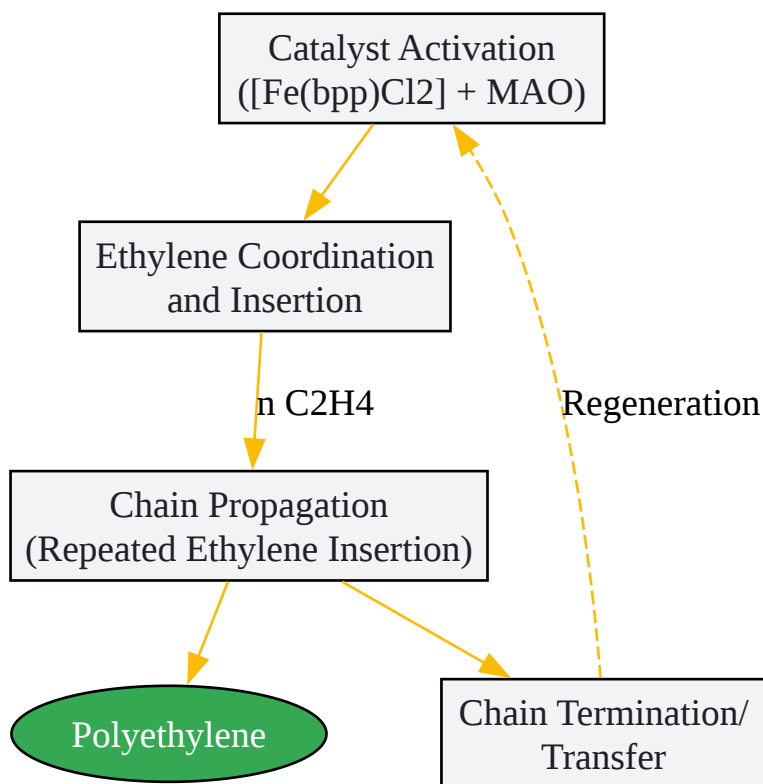 Catalyst Activation
([Fe(bpp)Cl2] + MAO)
Ethylene Coordination
and Insertion
n C2H4
Regeneration
Chain Propagation
(Repeated Ethylene Insertion)
Polyethylene
Chain Termination/
Transfer